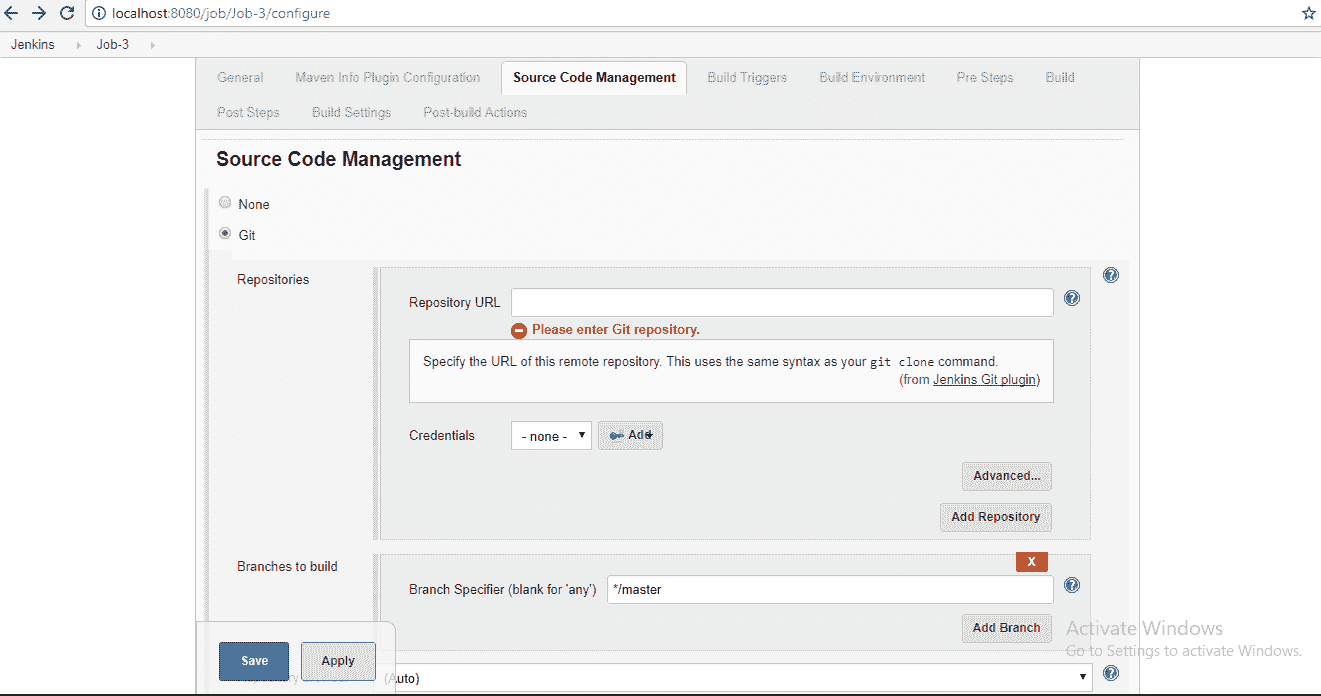 localhost:8080/job/Job-3/configure
Jenkins Job-3
General Maven Info Plugin Configuration Source Code Management Build Triggers Build Environment Pre Steps Build
Post Steps Build Settings Post-build Actions
Source Code Management
None
Git
Repositories
Repository URL
Please enter Git repository.
Specify the URL of this remote repository. This uses the same syntax as your git clone command.
(from Jenkins Git plugin)
Credentials - none - Add
Advanced...
Add Repository
X
Branches to build
Branch Specifier (blank for 'any') */master
Add Branch
Activate Windows
Go to Settings to activate Windows.
Save Apply
(Auto)